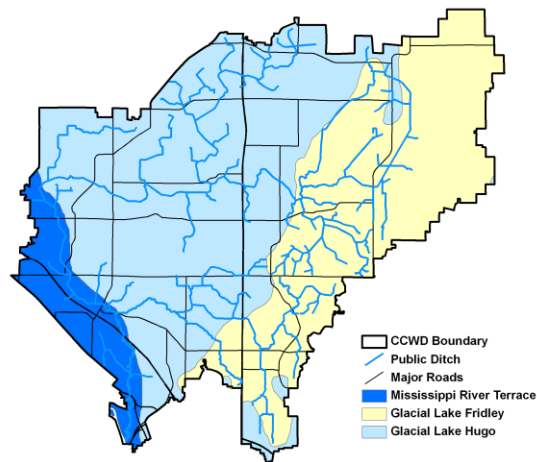 CCWD Boundary
Public Ditch
Major Roads
Mississippi River Terrace
Glacial Lake Fridley
Glacial Lake Hugo